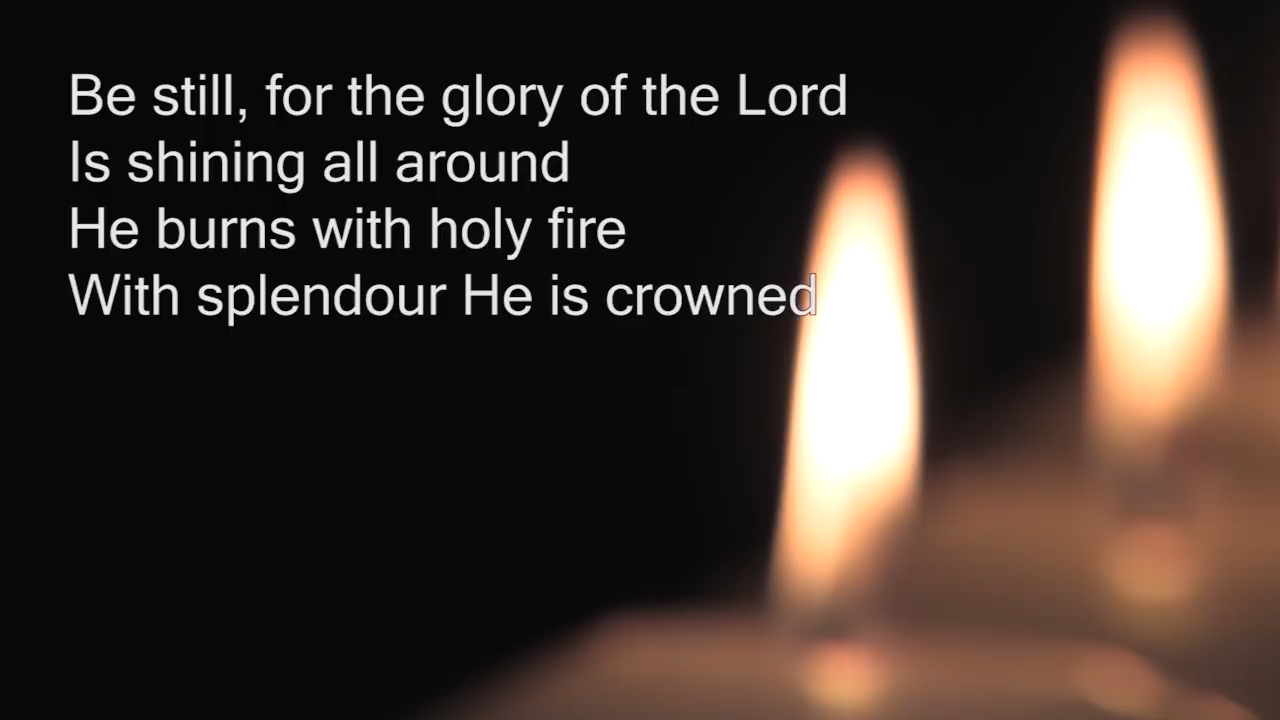 Be still, for the glory of the Lord
Is shining all around
He burns with holy fire
With splendour He is crowned